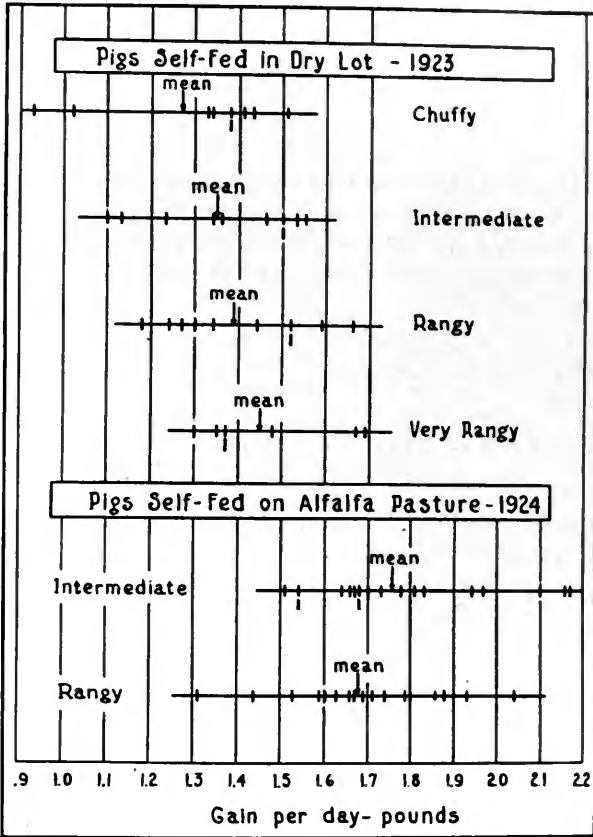 Pigs Self-Fed in Dry Lot - 1923
mean
Chuffy
mean
Intermediate
mean
Rangy
mean
Very Rangy
Pigs Self-Fed on Alfalfa Pasture-1924
mean
Intermediate
mean
Rangy
.9 1.0 1.1 1.2 1.3 1.4 1.5 1.6 1.7 1.8 1.9 2.0 2.1 2.2
Gain per day- pounds